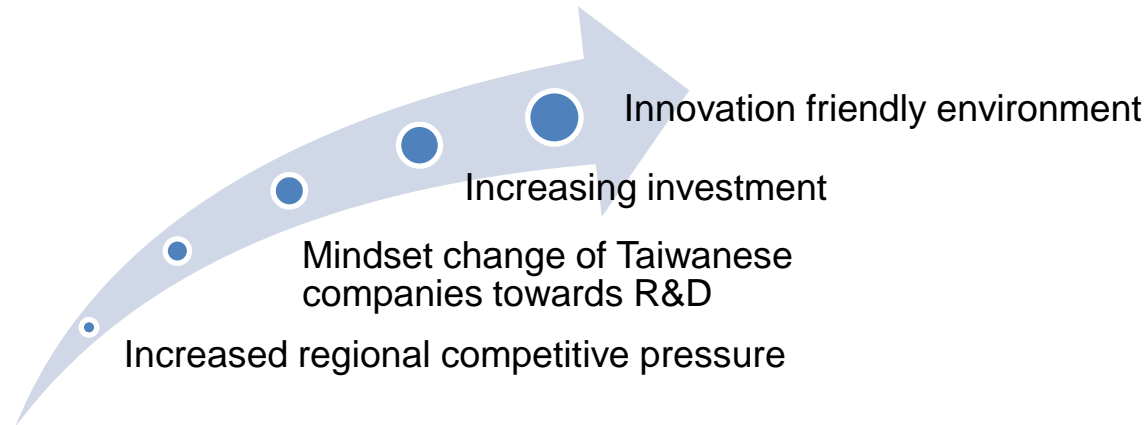 Innovation friendly environment
Increasing investment
Mindset change of Taiwanese
companies towards R&D
Increased regional competitive pressure